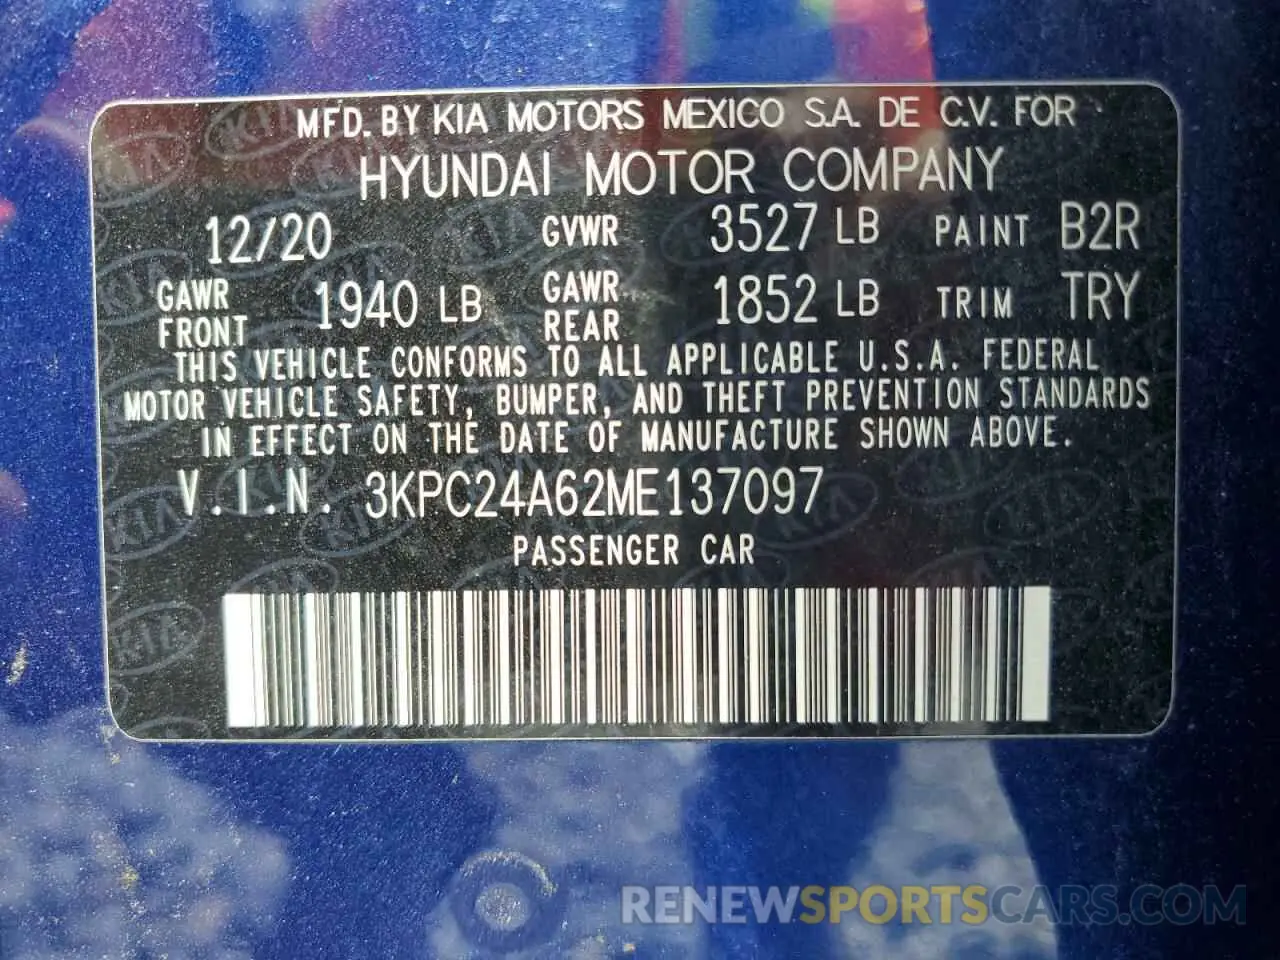 MFD. BY KIA MOTORS MEXICO S.A. DE C.V. FOR
HYUNDAI MOTOR COMPANY
12/20 GVWR 3527 LB PAINT B2R
GAWR FRONT 1940 LB GAWR REAR 1852 LB TRIM TRY
THIS VEHICLE CONFORMS TO ALL APPLICABLE U.S.A. FEDERAL
MOTOR VEHICLE SAFETY, BUMPER, AND THEFT PREVENTION STANDARDS
IN EFFECT ON THE DATE OF MANUFACTURE SHOWN ABOVE.
V.I.N. 3KPC24A62ME137097
PASSENGER CAR
RENEWSPORTSCARS.COM